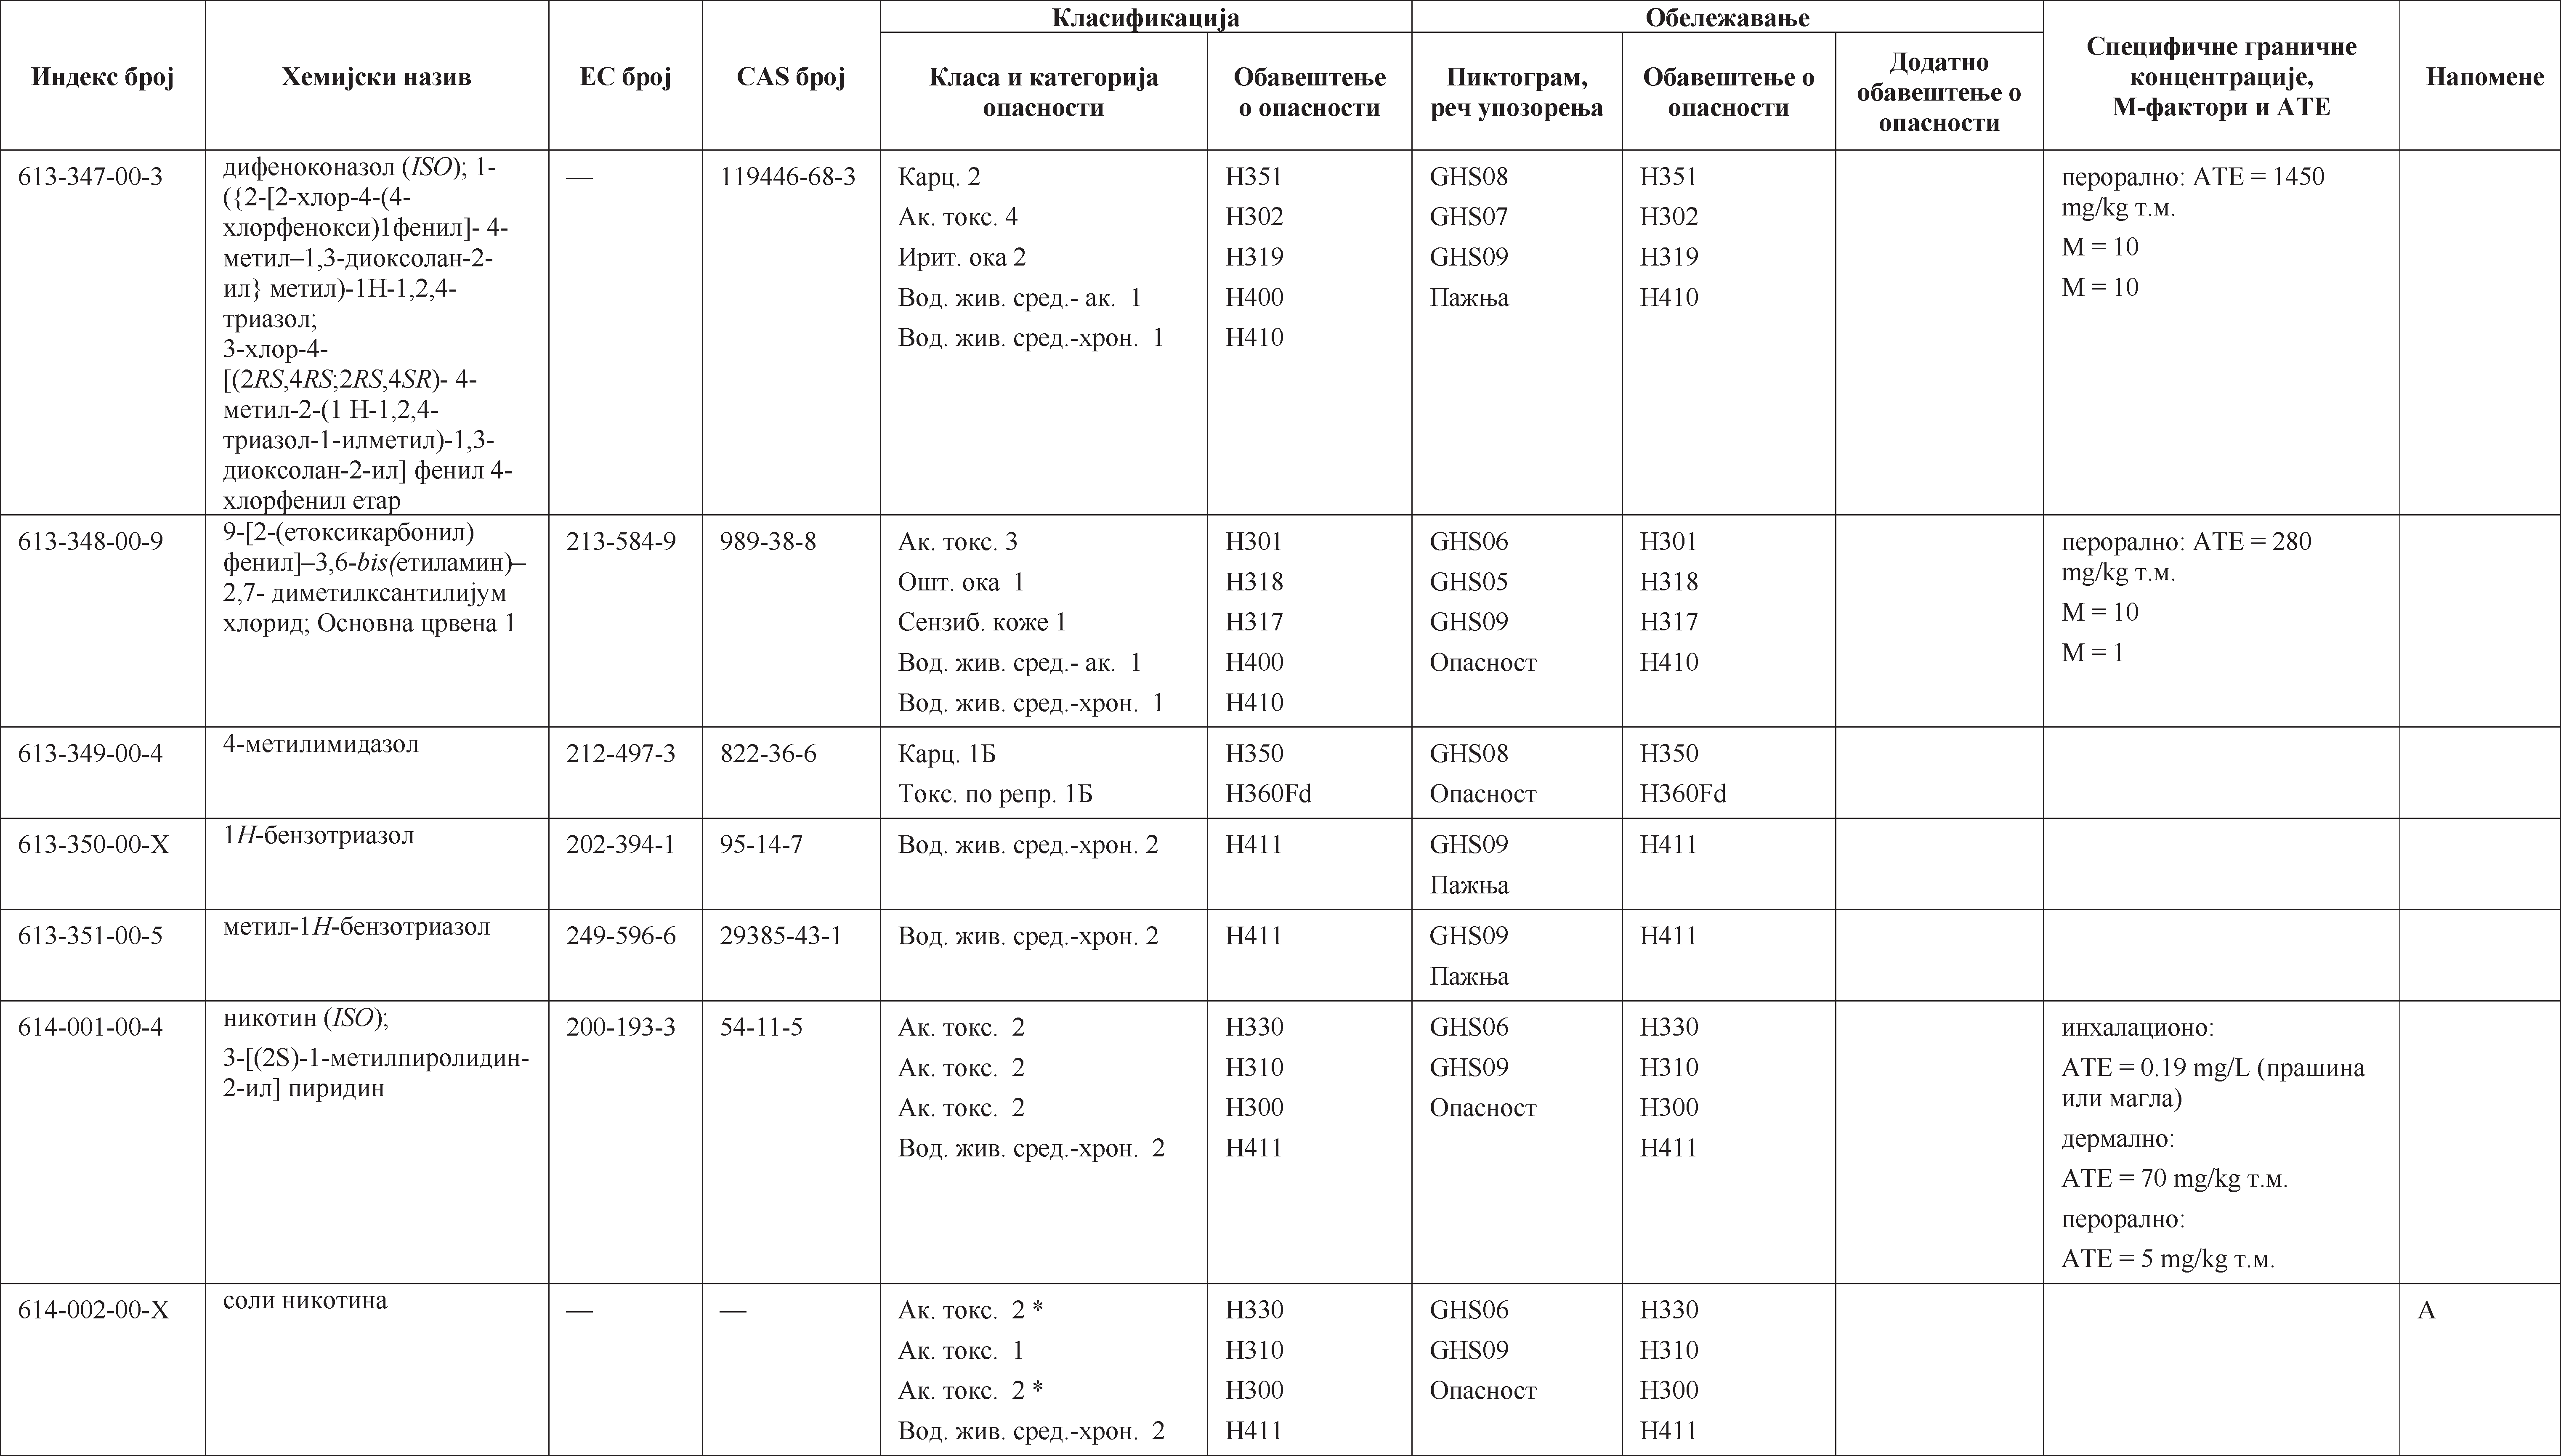 Индекс број
Хемијски назив
ЕС број
CAS број
Класификација
Обележавање
Специфичне граничне
концентрације,
М-фактори и АТЕ
Напомене
Класа и категорија
опасности
Обавештење
о опасности
Пиктограм,
реч упозорења
Обавештење о
опасности
Додатно
обавештење о
опасности
613-347-00-3
дифеноконазол (ISO); 1-
({2-[2-хлор-4-(4-
хлорфенокси)1фенил]- 4-
метил–1,3-диоксолан-2-
ил} метил)-1Н-1,2,4-
триазол;
3-хлор-4-
[(2RS,4RS;2RS,4SR)- 4-
метил-2-(1 Н-1,2,4-
триазол-1-илметил)-1,3-
диоксолан-2-ил] фенил 4-
хлорфенил етар
—
119446-68-3
Карц. 2
Ак. токс. 4
Ирит. ока 2
Вод. жив. сред.- ак.  1
Вод. жив. сред.-хрон.  1
H351
H302
H319
H400
H410
GHS08
GHS07
GHS09
Пажња
H351
H302
H319
H410
перорално: АТЕ = 1450
mg/kg т.м.
M = 10
M = 10
613-348-00-9
9-[2-(етоксикарбонил)
фенил]–3,6-bis(етиламин)–
2,7- диметилксантилијум
хлорид; Основна црвена 1
213-584-9
989-38-8
Ак. токс. 3
Ошт. ока  1
Сензиб. коже 1
Вод. жив. сред.- ак.  1
Вод. жив. сред.-хрон.  1
H301
H318
H317
H400
H410
GHS06
GHS05
GHS09
Опасност
H301
H318
H317
H410
перорално: АТЕ = 280
mg/kg т.м.
M = 10
M = 1
613-349-00-4
4-метилимидазол
212-497-3
822-36-6
Карц. 1Б
Токс. по репр. 1Б
H350
H360Fd
GHS08
Опасност
H350
H360Fd
613-350-00-X
1H-бензотриазол
202-394-1
95-14-7
Вод. жив. сред.-хрон. 2
H411
GHS09
Пажња
H411
613-351-00-5
метил-1H-бензотриазол
249-596-6
29385-43-1
Вод. жив. сред.-хрон. 2
H411
GHS09
Пажња
H411
614-001-00-4
никотин (ISO);
3-[(2S)-1-метилпиролидин-
2-ил] пиридин
200-193-3
54-11-5
Ак. токс.  2
Ак. токс.  2
Ак. токс.  2
Вод. жив. сред.-хрон.  2
H330
H310
H300
H411
GHS06
GHS09
Опасност
H330
H310
H300
H411
инхалационо:
ATE = 0.19 mg/L (прашина
или магла)
дермално:
ATE = 70 mg/kg т.м.
перорално:
ATE = 5 mg/kg т.м.
614-002-00-X
соли никотина
—
—
Ак. токс.  2 *
Ак. токс.  1
Ак. токс.  2 *
Вод. жив. сред.-хрон.  2
H330
H310
H300
H411
GHS06
GHS09
Опасност
H330
H310
H300
H411
A